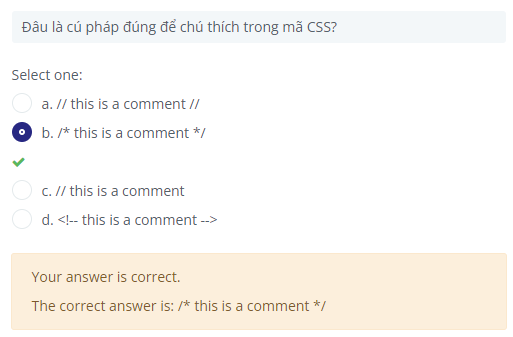 Đâu là cú pháp đúng để chú thích trong mã CSS?
Select one:
a. // this is a comment //
b. /* this is a comment */
c. // this is a comment
d. <!-- this is a comment -->
Your answer is correct.
The correct answer is: /* this is a comment */